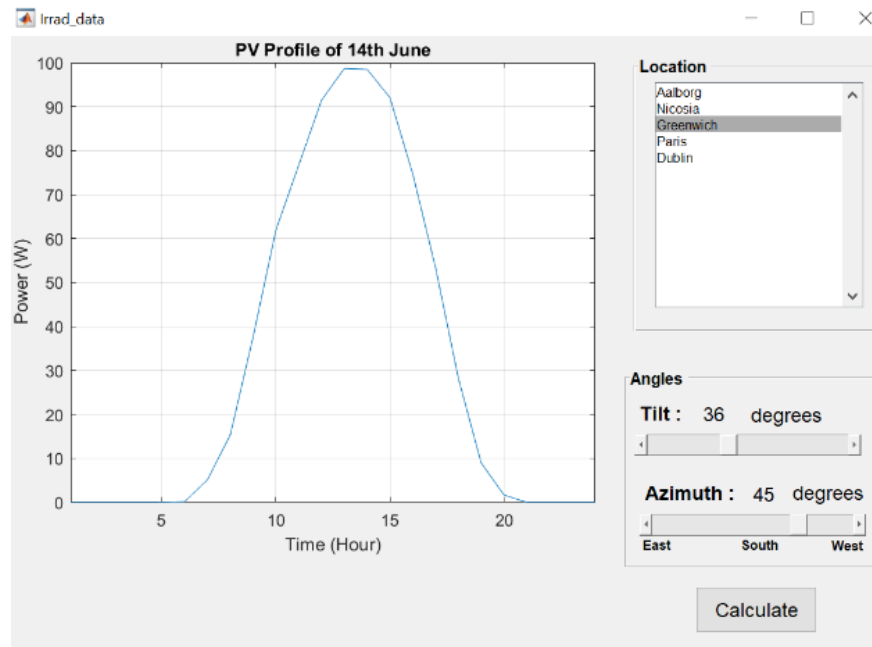 Irrad_data
PV Profile of 14th June
100
90
80
70
60
50
40
30
20
10
0
Power (W)
5 10 15 20
Time (Hour)
Location
Aalborg
Nicosia
Greenwich
Paris
Dublin
Angles
Tilt : 36 degrees
Azimuth : 45 degrees
East South West
Calculate